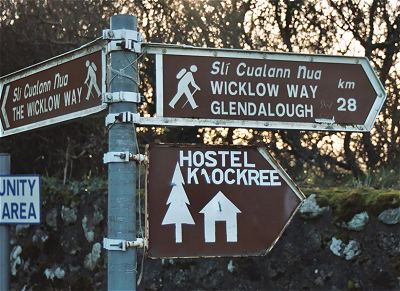 Slí Cualann Nua
THE WICKLOW WAY
Slí Cualann Nua
WICKLOW WAY km
GLENDALOUGH 28
HOSTEL
KNOCKREE
UNITY
AREA